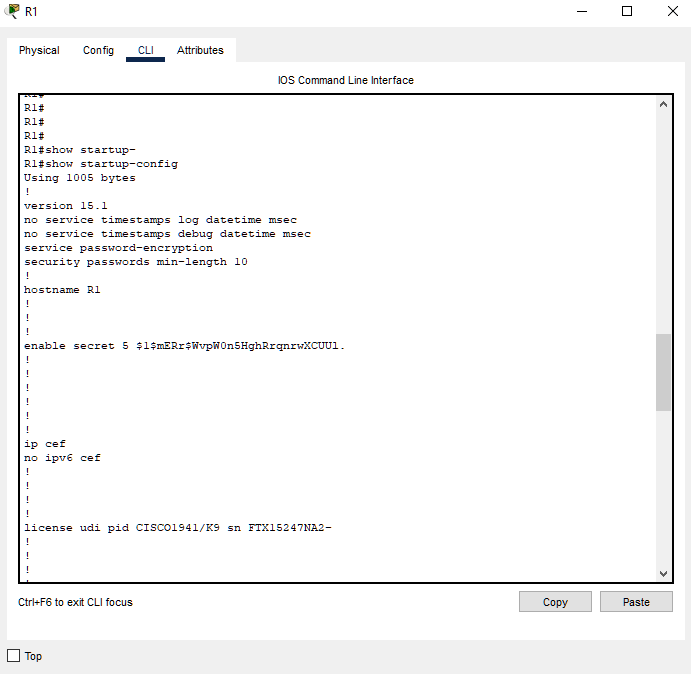 R1
Physical Config CLI Attributes
IOS Command Line Interface
R1#
R1#
R1#
R1#
R1#show startup-
R1#show startup-config
Using 1005 bytes
!
version 15.1
no service timestamps log datetime msec
no service timestamps debug datetime msec
service password-encryption
security passwords min-length 10
!
hostname R1
!
!
!
enable secret 5 $1$mERr$WvpW0n5HghRrqnrwXCUUl.
!
!
!
!
!
!
ip cef
no ipv6 cef
!
!
!
!
license udi pid CISCO1941/K9 sn FTX15247NA2-
!
!
!
!
Ctrl+F6 to exit CLI focus
Copy
Paste
Top